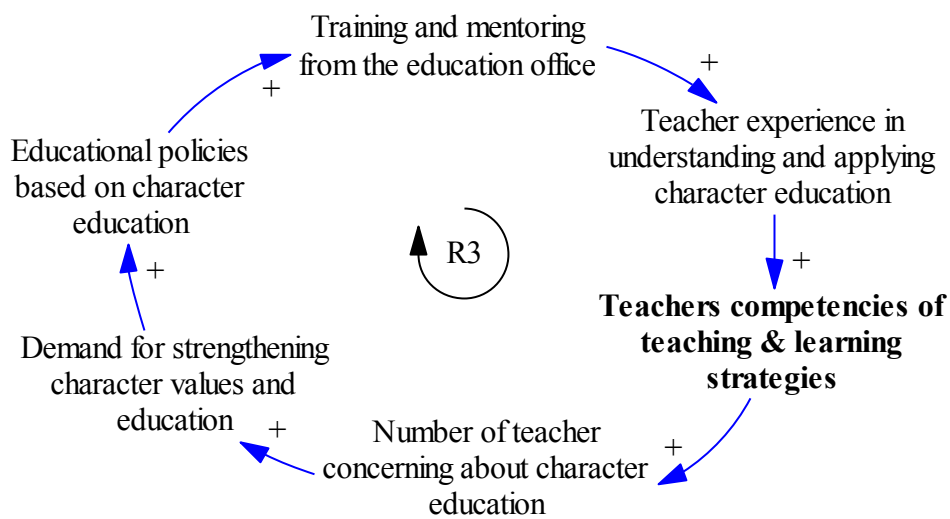 Training and mentoring
from the education office
+
Teacher experience in
understanding and applying
character education
+
Teachers competencies of
teaching & learning
strategies
+
Number of teacher
concerning about character
education
+
Demand for strengthening
character values and
education
+
Educational policies
based on character
education
+
R3